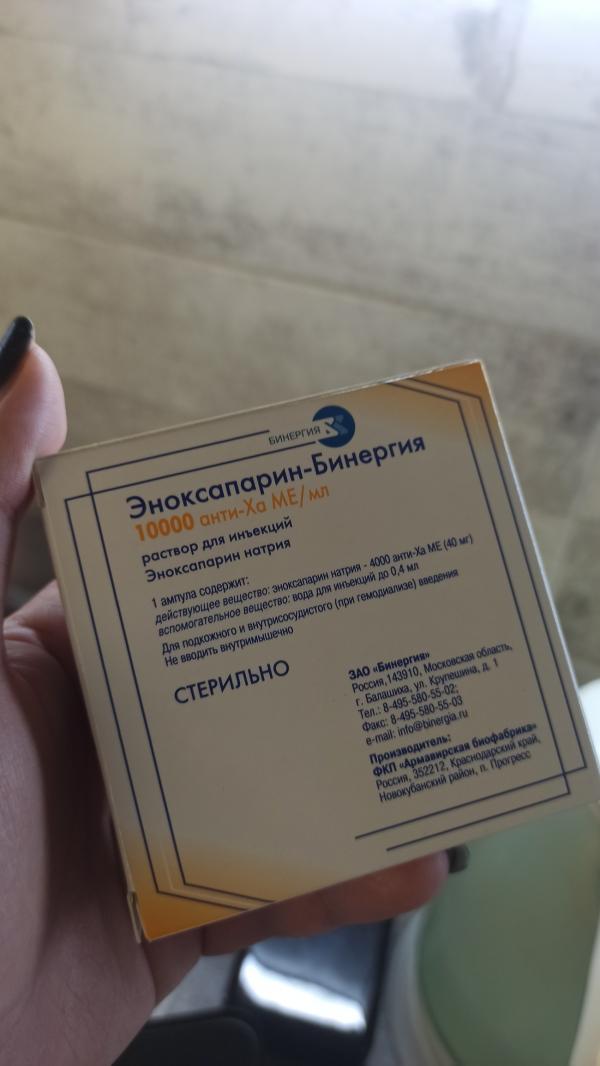 БИНЕРГИЯ
Эноксапарин-Бинергия
10000 анти-Ха МЕ/мл
раствор для инъекций
Эноксапарин натрия
1 ампула содержит:
действующее вещество: эноксапарин натрия - 4000 анти-Ха МЕ (40 мг)
вспомогательное вещество: вода для инъекций до 0,4 мл
Для подкожного и внутрисосудистого (при гемодиализе) введения
Не вводить внутримышечно
СТЕРИЛЬНО
ЗАО «Бинергия»
Россия,143910, Московская область,
г. Балашиха, ул. Крупешина, д. 1
Тел.: 8-495-580-55-02;
Факс: 8-495-580-55-03
e-mail: info@binergia.ru
Производитель:
ФКП «Армавирская биофабрика»
Россия, 352212, Краснодарский край,
Новокубанский район, п. Прогресс